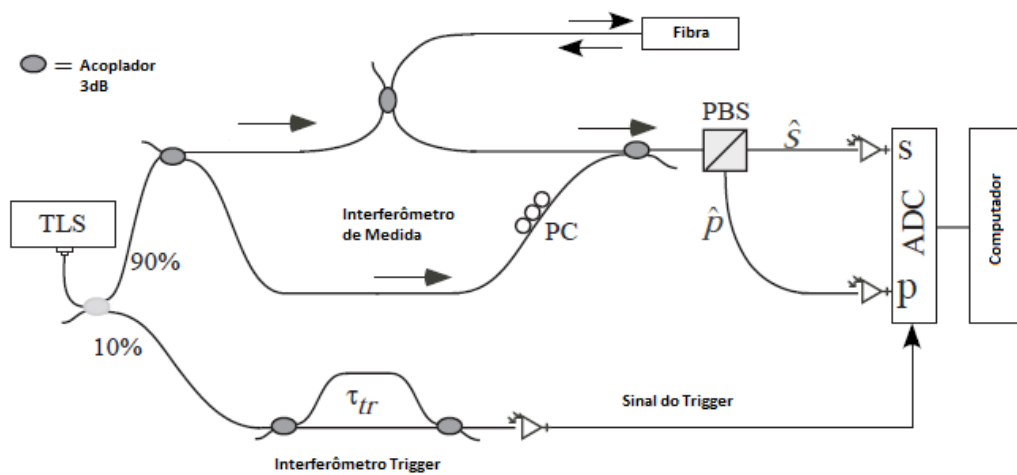 Fibra
= Acoplador
3dB
PBS
ŝ
S
TLS
90%
Interferômetro
de Medida
PC
p̂
ADC
Computador
p
10%
τtr
Sinal do Trigger
Interferômetro Trigger